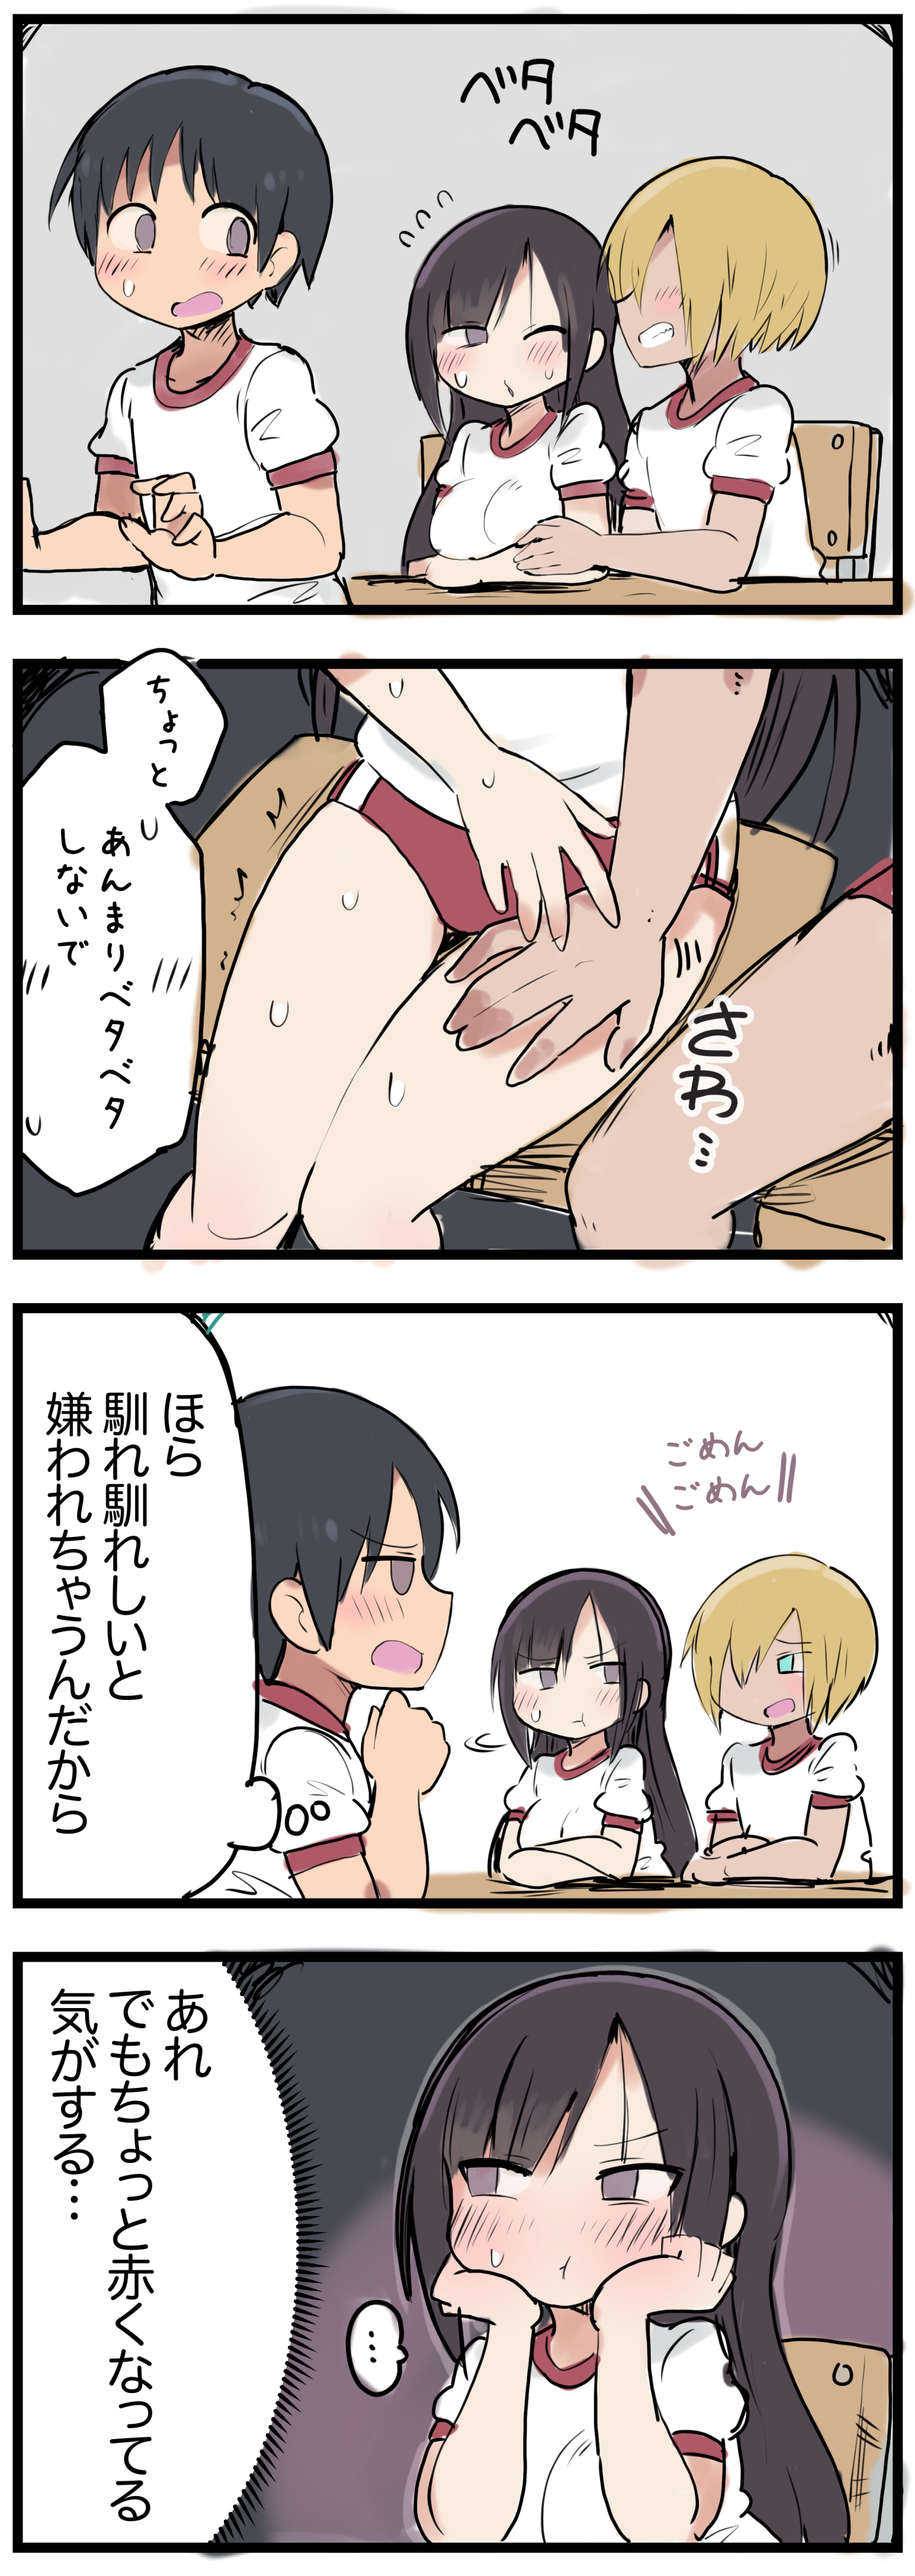 ベタ
ベタ
ちょっと
あんまりベタベタ
しないで
さわ…
ごめん
ごめん
ほら
馴れ馴れしいと
嫌われちゃうんだから
あれ
でもちょっと赤くなってる
気がする…
…